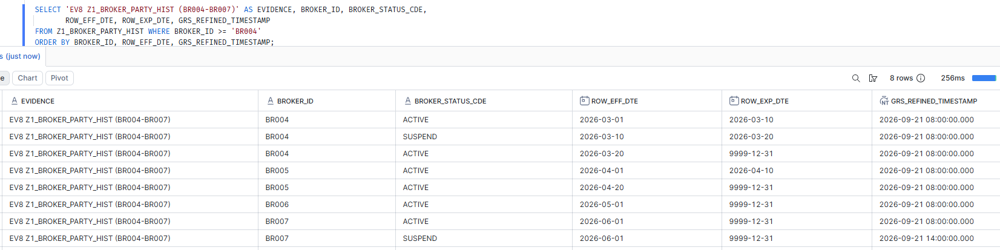 SELECT 'EV8 Z1_BROKER_PARTY_HIST (BR004-BR007)' AS EVIDENCE, BROKER_ID, BROKER_STATUS_CDE,
ROW_EFF_DTE, ROW_EXP_DTE, GRS_REFINED_TIMESTAMP
FROM Z1_BROKER_PARTY_HIST WHERE BROKER_ID >= 'BR004'
ORDER BY BROKER_ID, ROW_EFF_DTE, GRS_REFINED_TIMESTAMP;
s (just now)
e Chart Pivot 8 rows 256ms
A EVIDENCE A BROKER_ID A BROKER_STATUS_CDE ROW_EFF_DTE ROW_EXP_DTE NT GRS_REFINED_TIMESTAMP
EV8 Z1_BROKER_PARTY_HIST (BR004-BR007) BR004 ACTIVE 2026-03-01 2026-03-10 2026-09-21 08:00:00.000
EV8 Z1_BROKER_PARTY_HIST (BR004-BR007) BR004 SUSPEND 2026-03-10 2026-03-20 2026-09-21 08:00:00.000
EV8 Z1_BROKER_PARTY_HIST (BR004-BR007) BR004 ACTIVE 2026-03-20 9999-12-31 2026-09-21 08:00:00.000
EV8 Z1_BROKER_PARTY_HIST (BR004-BR007) BR005 ACTIVE 2026-04-01 2026-04-10 2026-09-21 08:00:00.000
EV8 Z1_BROKER_PARTY_HIST (BR004-BR007) BR005 ACTIVE 2026-04-20 9999-12-31 2026-09-21 08:00:00.000
EV8 Z1_BROKER_PARTY_HIST (BR004-BR007) BR006 ACTIVE 2026-05-01 9999-12-31 2026-09-21 08:00:00.000
EV8 Z1_BROKER_PARTY_HIST (BR004-BR007) BR007 ACTIVE 2026-06-01 9999-12-31 2026-09-21 08:00:00.000
EV8 Z1_BROKER_PARTY_HIST (BR004-BR007) BR007 SUSPEND 2026-06-01 9999-12-31 2026-09-21 14:00:00.000